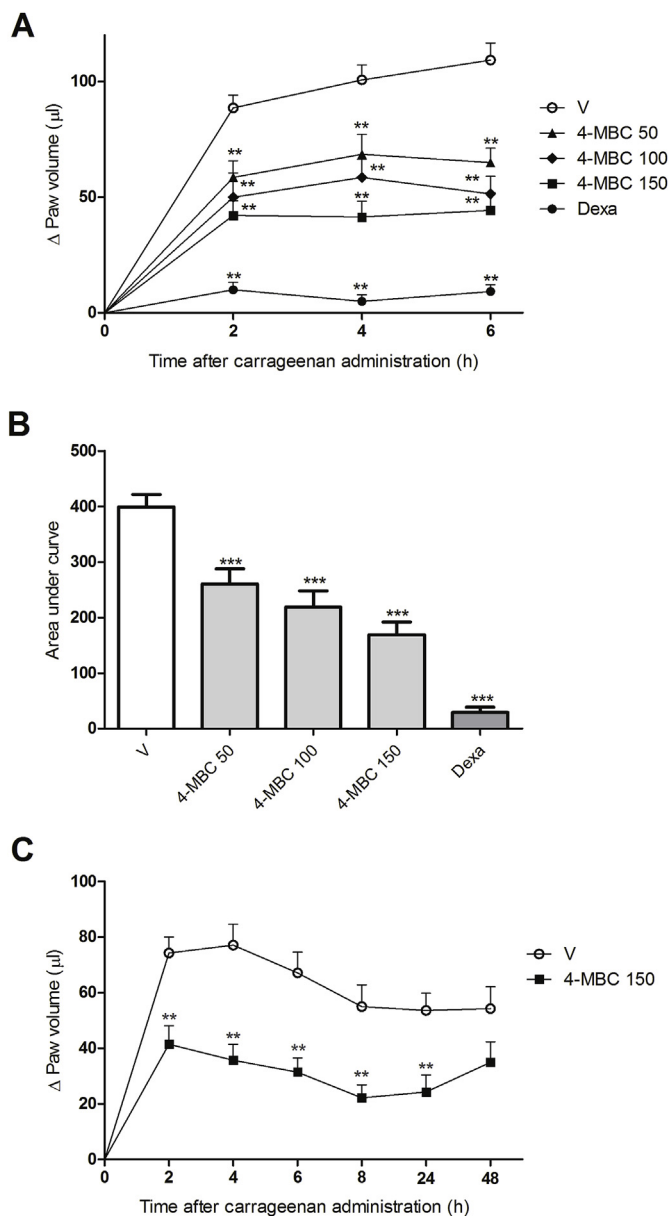 A
Δ Paw volume (μl)
100
50
0
**
**
**
**
**
**
**
**
**
**
**
**
0
2
4
6
Time after carrageenan administration (h)
V
4-MBC 50
4-MBC 100
4-MBC 150
Dexa
B
Area under curve
500
400
300
200
100
0
***
***
***
***
V
4-MBC 50
4-MBC 100
4-MBC 150
Dexa
C
Δ Paw volume (μl)
100
80
60
40
20
0
**
**
**
**
**
0
2
4
6
8
24
48
Time after carrageenan administration (h)
V
4-MBC 150